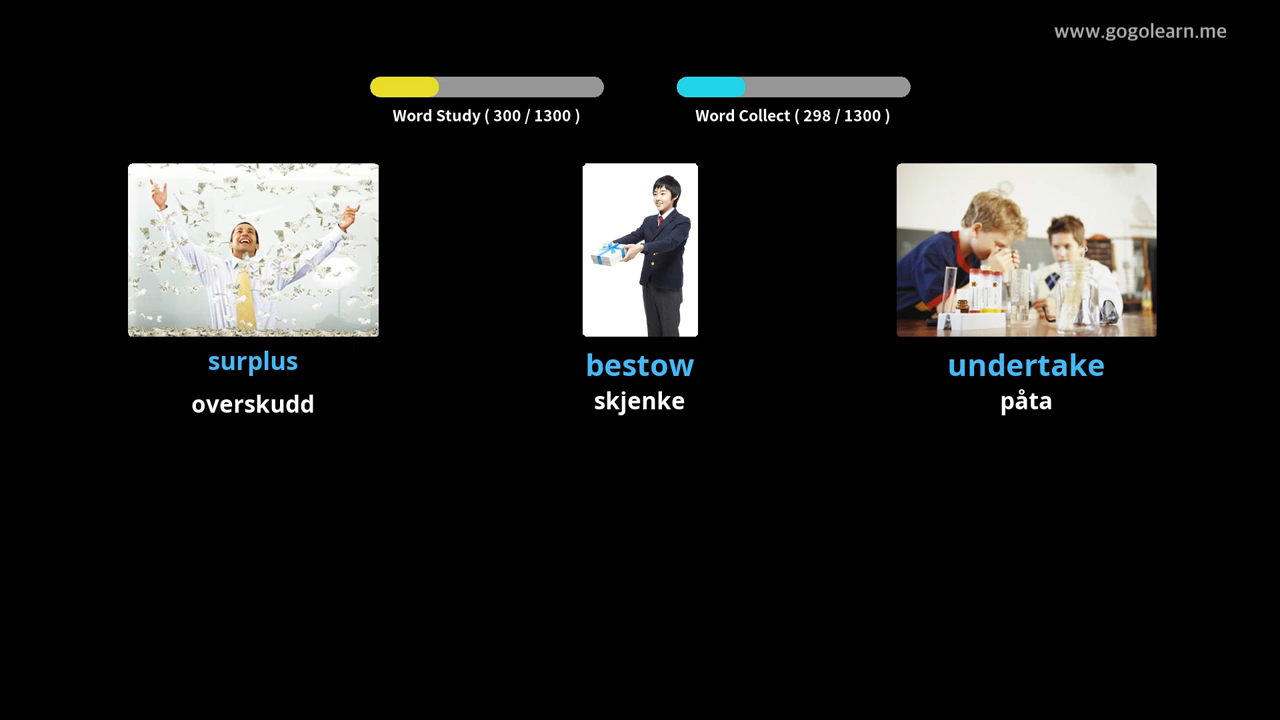 www.gogolearn.me
Word Study ( 300 / 1300 )
Word Collect ( 298 / 1300 )
surplus
overskudd
bestow
skjenke
undertake
påta